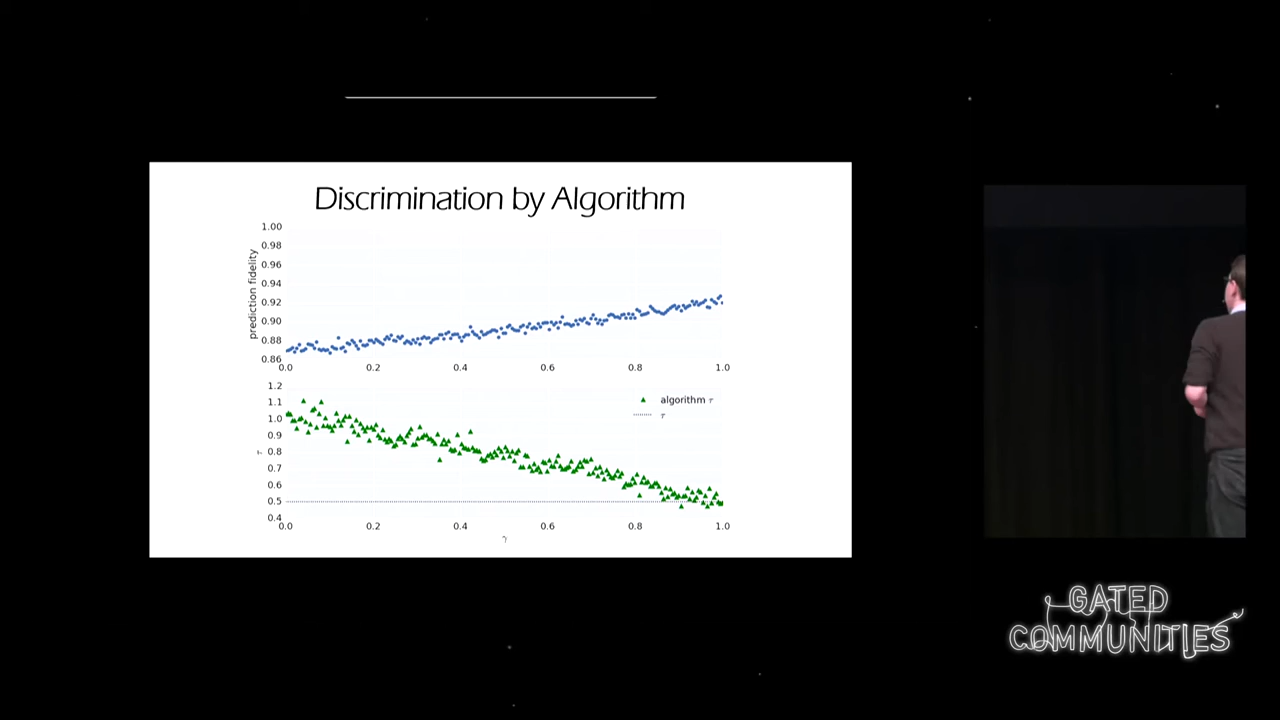 Discrimination by Algorithm
1.00
0.98
0.96
0.94
0.92
0.90
0.88
0.86
prediction fidelity
0.0 0.2 0.4 0.6 0.8 1.0
1.2
1.1
1.0
0.9
0.8
0.7
0.6
0.5
0.4
τ
algorithm τ
τ
0.0 0.2 0.4 0.6 0.8 1.0
γ
GATED
COMMUNITIES